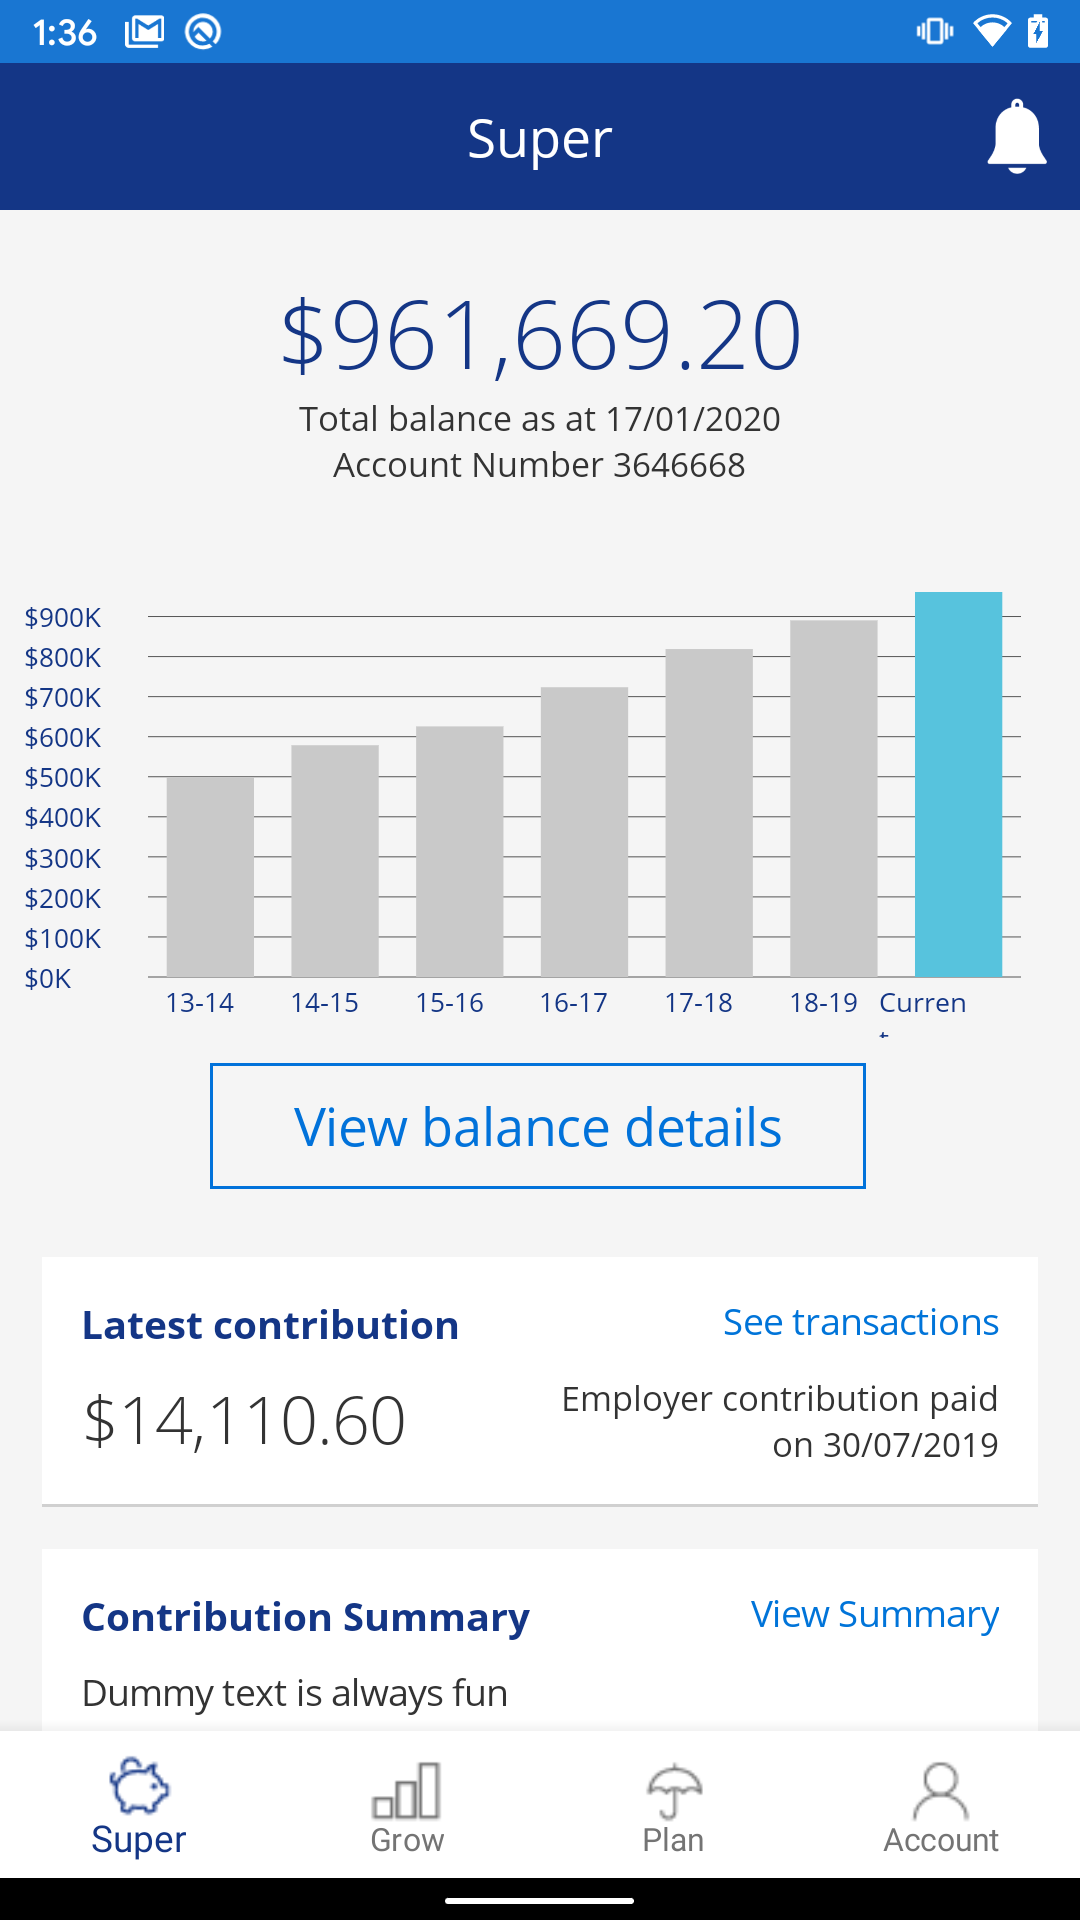 1:36
Super
$961,669.20
Total balance as at 17/01/2020
Account Number 3646668
$900K
$800K
$700K
$600K
$500K
$400K
$300K
$200K
$100K
$0K
13-14 14-15 15-16 16-17 17-18 18-19 Curren
t
View balance details
Latest contribution See transactions
$14,110.60 Employer contribution paid
on 30/07/2019
Contribution Summary View Summary
Dummy text is always fun
Super Grow Plan Account